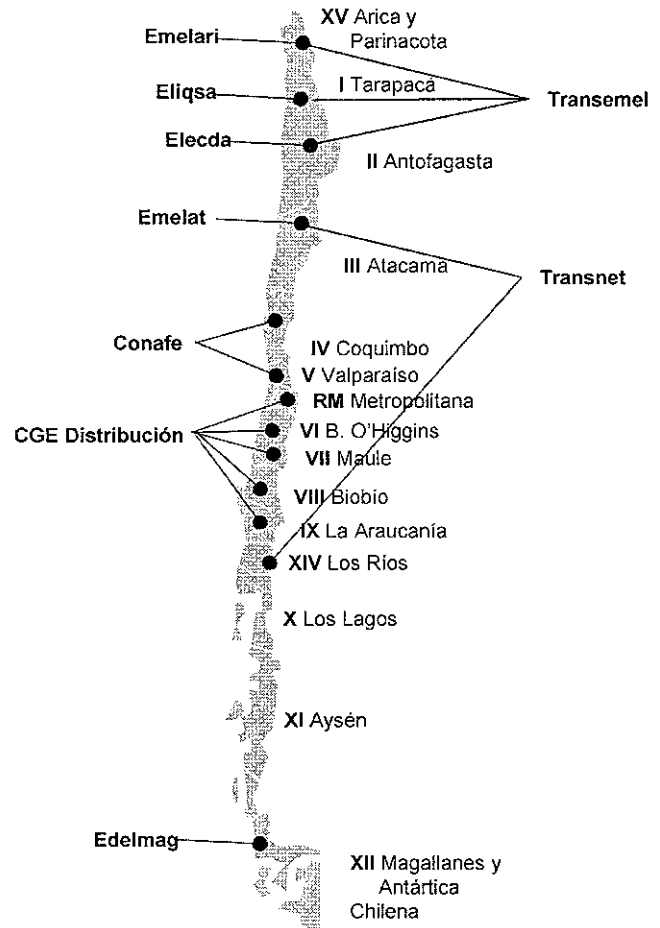 XV Arica y
Parinacota
Emelari
Eliqsa
I Tarapacá
Transemel
Elecda
II Antofagasta
Emelat
III Atacama
Transnet
Conafe
IV Coquimbo
V Valparaíso
RM Metropolitana
CGE Distribución
VI B. O'Higgins
VII Maule
VIII Biobío
IX La Araucanía
XIV Los Ríos
X Los Lagos
XI Aysén
Edelmag
XII Magallanes y
Antártica
Chilena